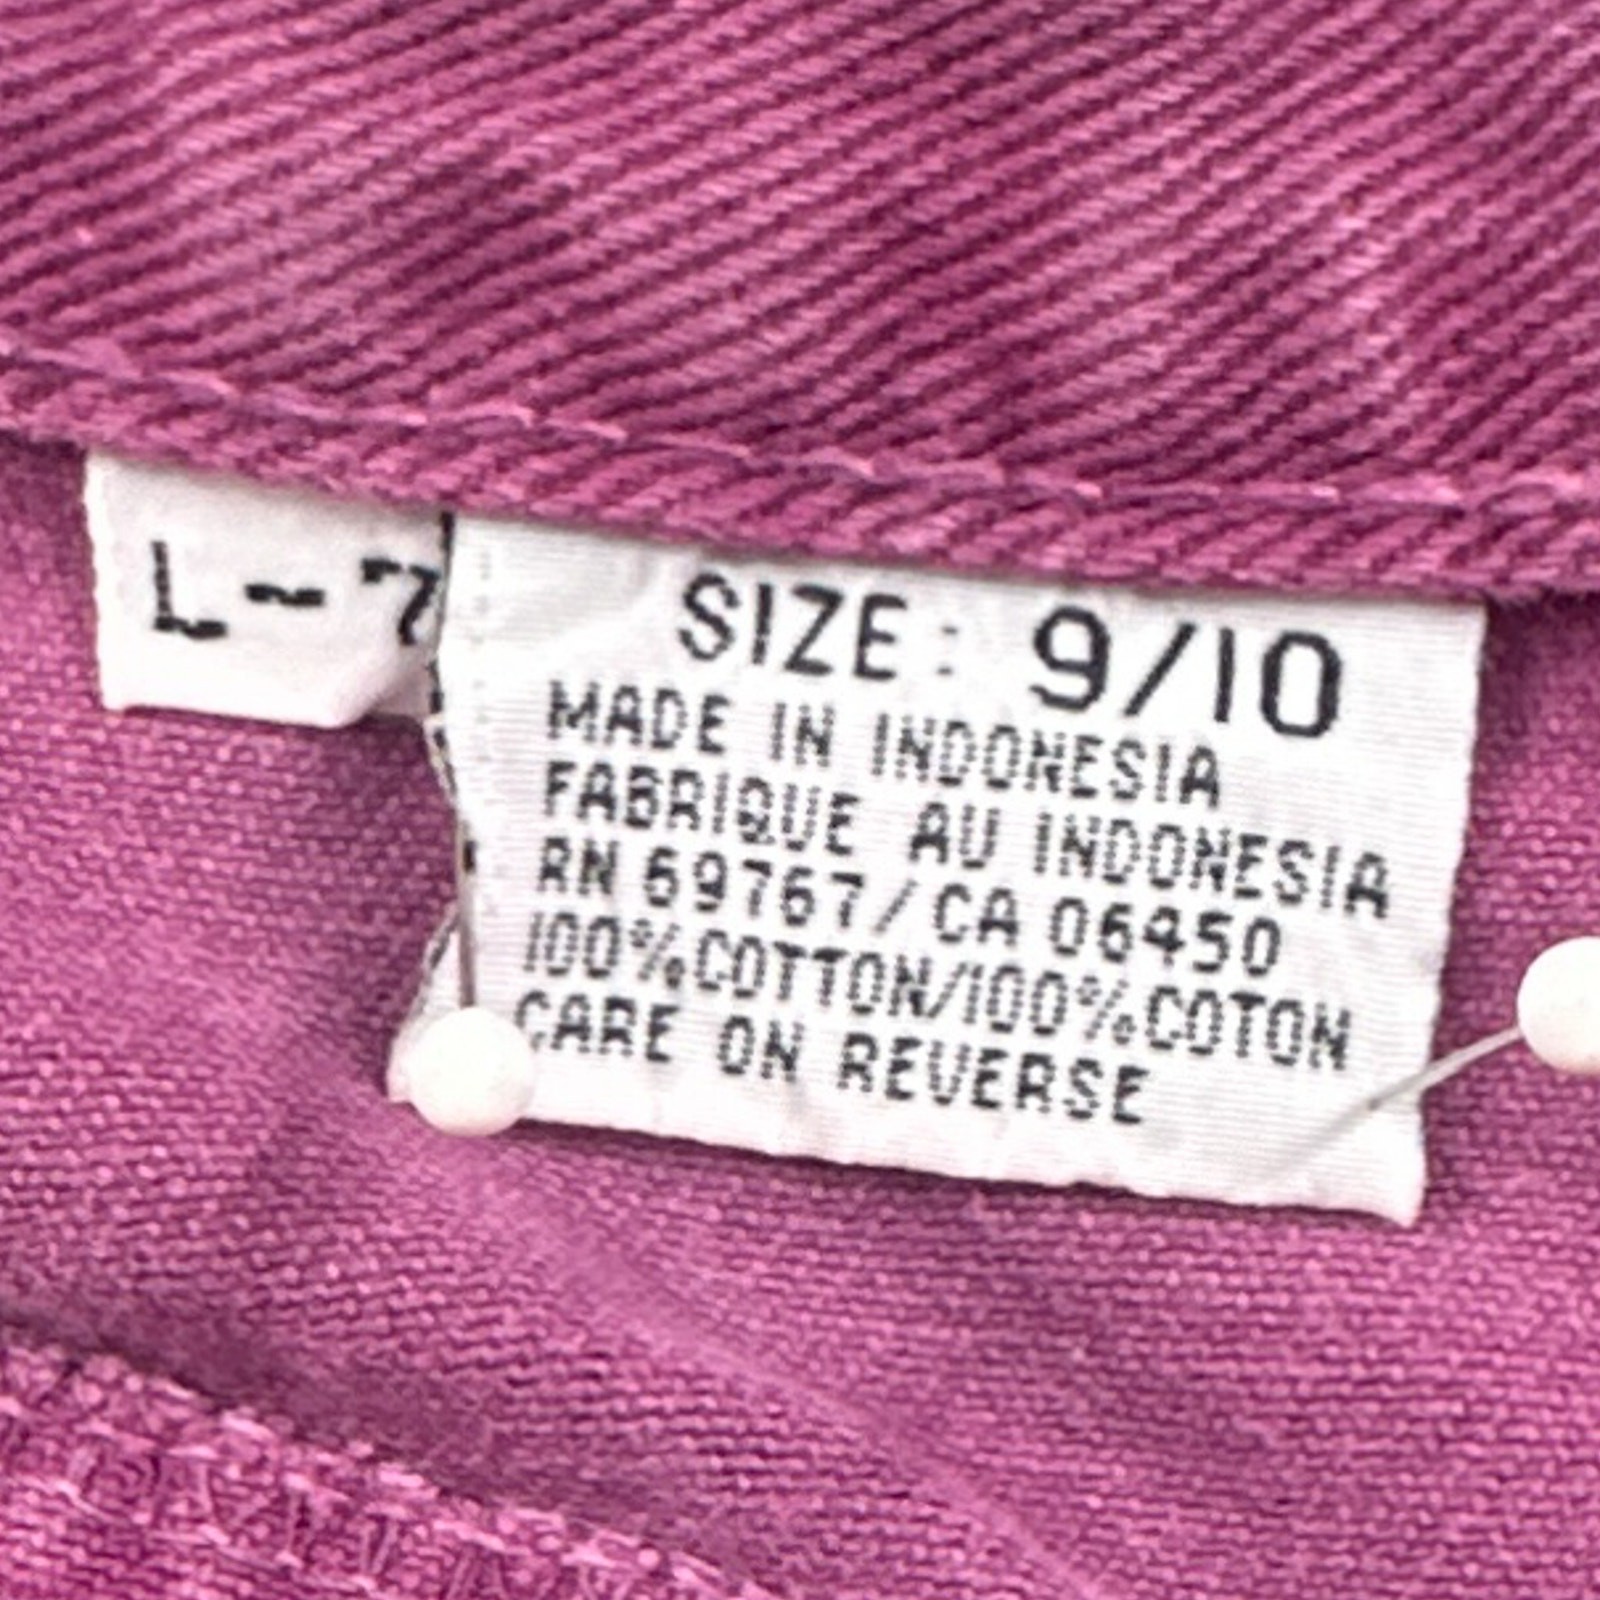 L-7
SIZE: 9/10
MADE IN INDONESIA
FABRIQUE AU INDONESIA
RN 69767/CA 06450
100%COTTON/100%COTON
CARE ON REVERSE